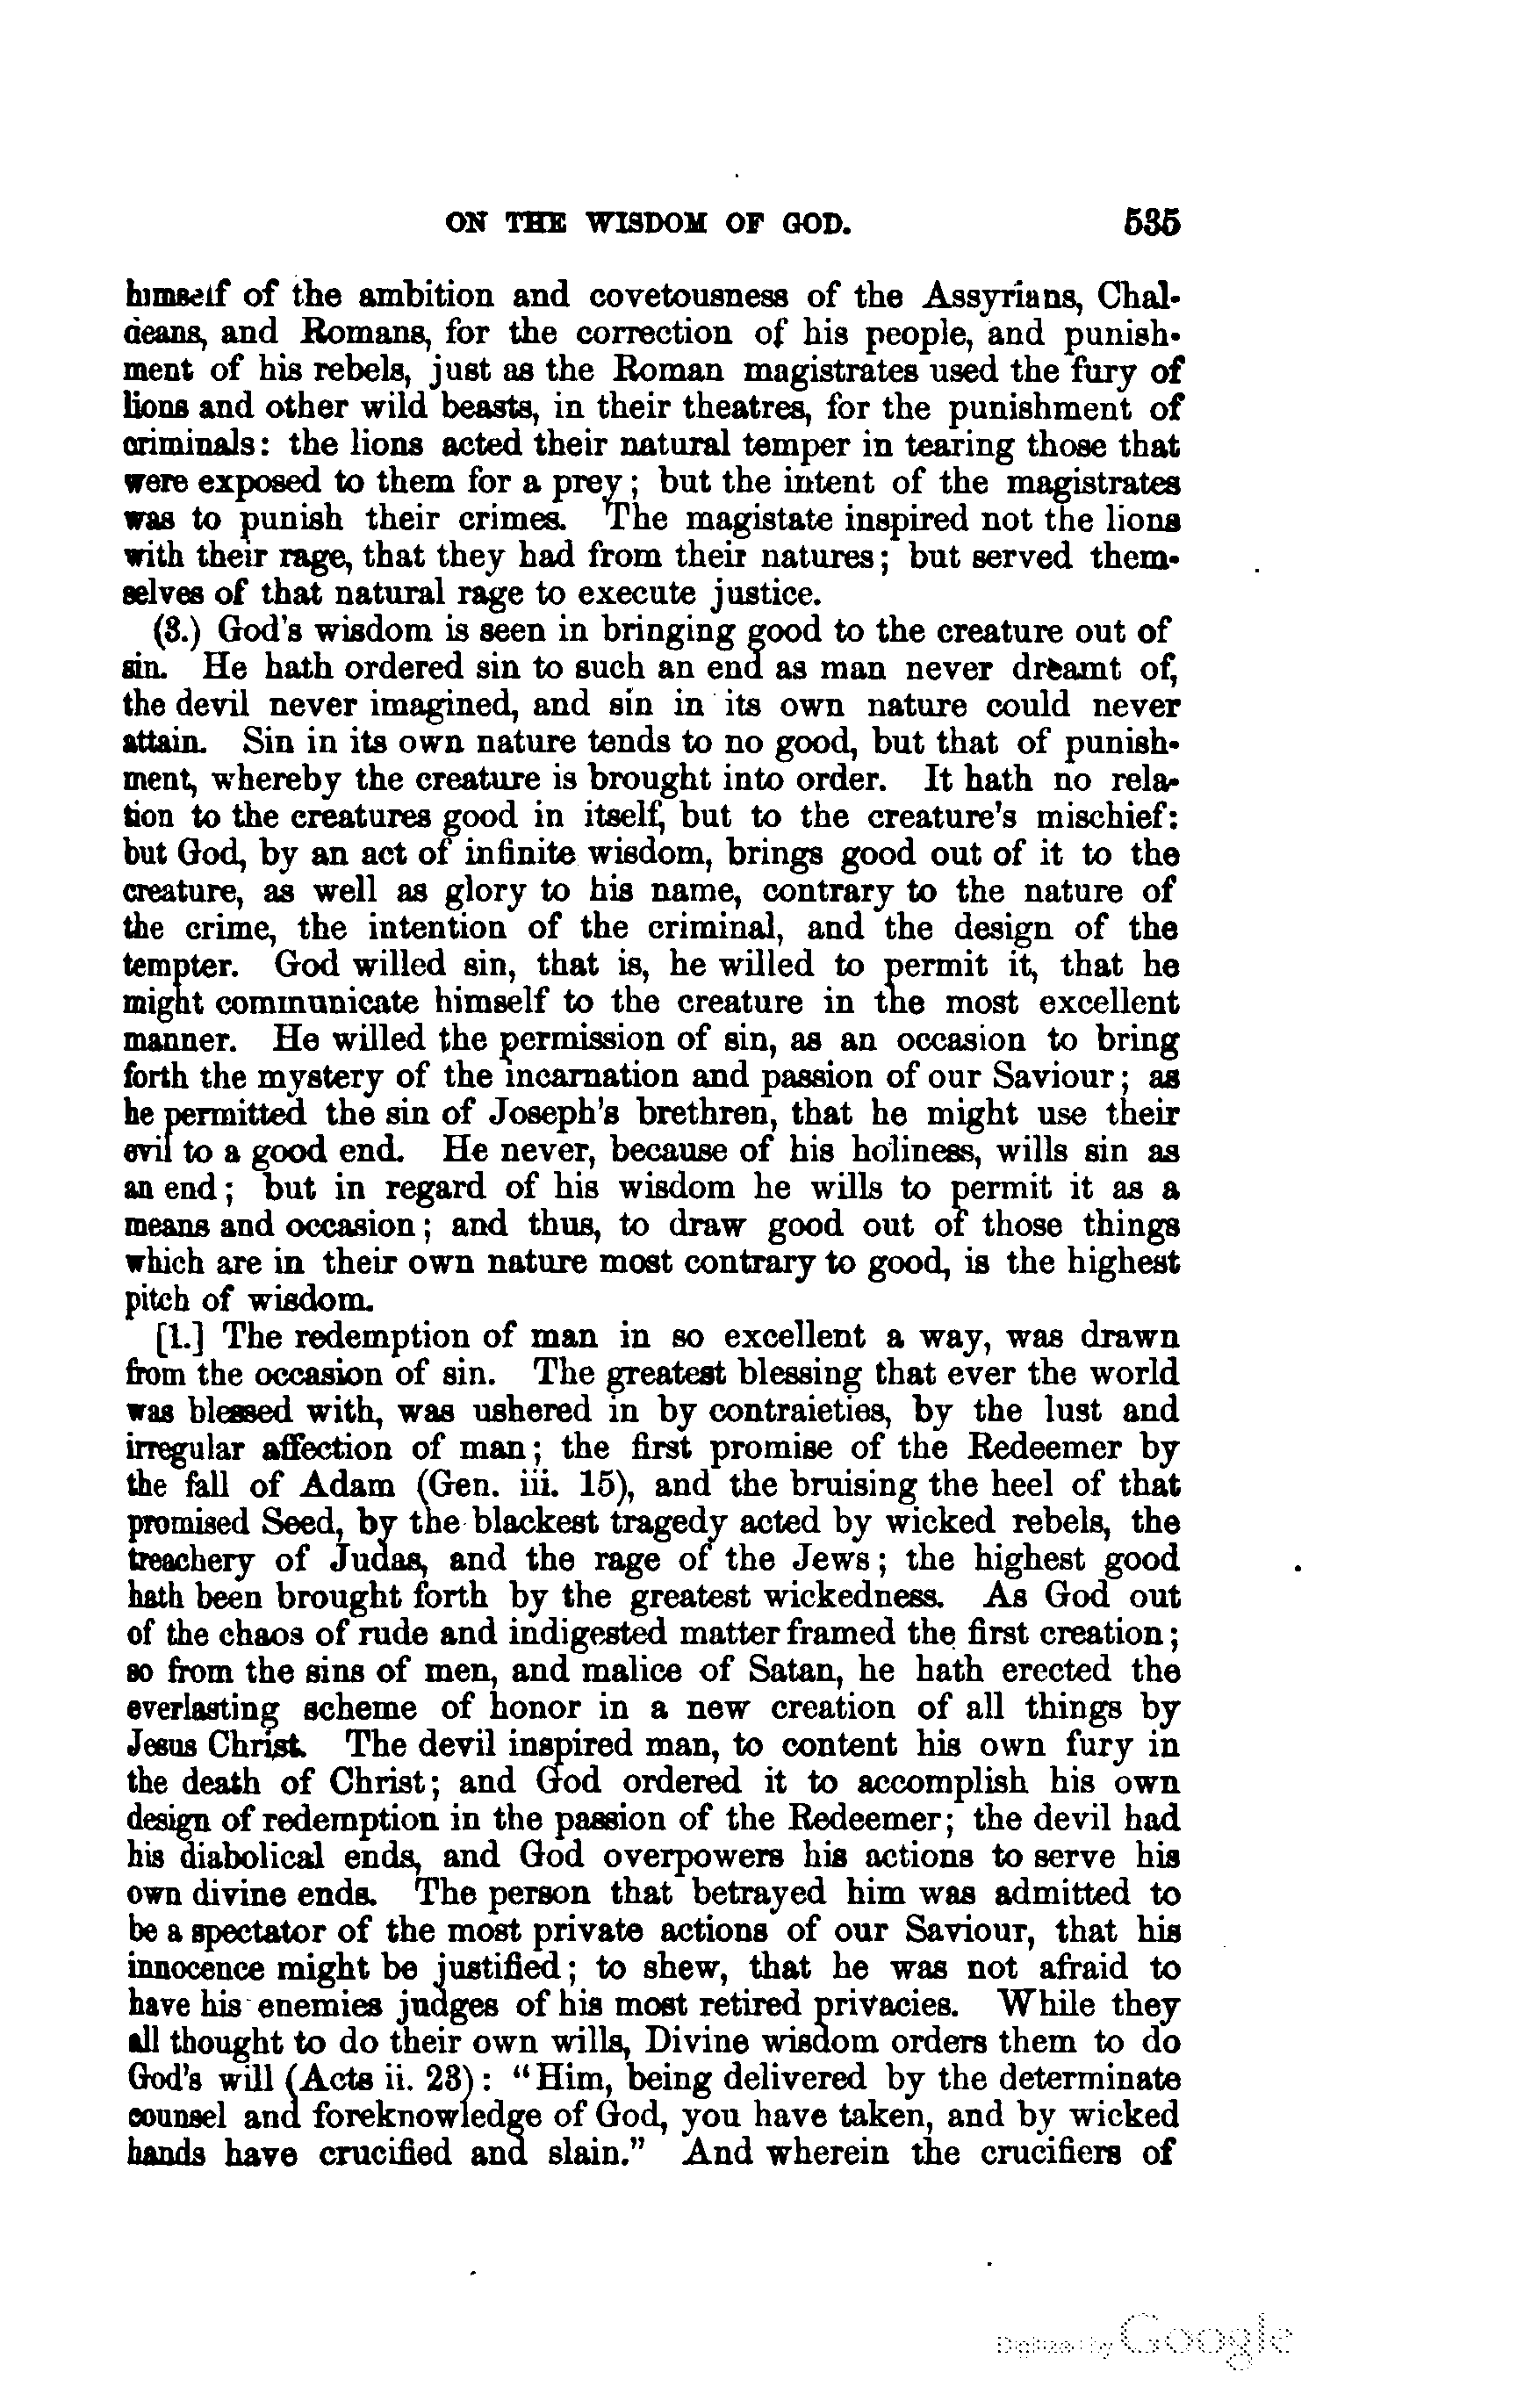 ON THE WISDOM OF GOD. 535
himself of the ambition and covetousness of the Assyrians, Chal-
deans, and Romans, for the correction of his people, and punish-
ment of his rebels, just as the Roman magistrates used the fury of
lions and other wild beasts, in their theatres, for the punishment of
criminals: the lions acted their natural temper in tearing those that
were exposed to them for a prey; but the intent of the magistrates
was to punish their crimes. The magistate inspired not the lions
with their rage, that they had from their natures; but served them-
selves of that natural rage to execute justice.
(3.) God's wisdom is seen in bringing good to the creature out of
sin. He hath ordered sin to such an end as man never dreamt of,
the devil never imagined, and sin in its own nature could never
attain. Sin in its own nature tends to no good, but that of punish-
ment, whereby the creature is brought into order. It hath no rela-
tion to the creatures good in itself, but to the creature's mischief:
but God, by an act of infinite wisdom, brings good out of it to the
creature, as well as glory to his name, contrary to the nature of
the crime, the intention of the criminal, and the design of the
tempter. God willed sin, that is, he willed to permit it, that he
might communicate himself to the creature in the most excellent
manner. He willed the permission of sin, as an occasion to bring
forth the mystery of the incarnation and passion of our Saviour; as
he permitted the sin of Joseph's brethren, that he might use their
evil to a good end. He never, because of his holiness, wills sin as
an end; but in regard of his wisdom he wills to permit it as a
means and occasion; and thus, to draw good out of those things
which are in their own nature most contrary to good, is the highest
pitch of wisdom.
[1.] The redemption of man in so excellent a way, was drawn
from the occasion of sin. The greatest blessing that ever the world
was blessed with, was ushered in by contraieties, by the lust and
irregular affection of man; the first promise of the Redeemer by
the fall of Adam (Gen. iii. 15), and the bruising the heel of that
promised Seed, by the blackest tragedy acted by wicked rebels, the
treachery of Judas, and the rage of the Jews; the highest good
hath been brought forth by the greatest wickedness. As God out
of the chaos of rude and indigested matter framed the first creation;
so from the sins of men, and malice of Satan, he hath erected the
everlasting scheme of honor in a new creation of all things by
Jesus Christ. The devil inspired man, to content his own fury in
the death of Christ; and God ordered it to accomplish his own
design of redemption in the passion of the Redeemer; the devil had
his diabolical ends, and God overpowers his actions to serve his
own divine ends. The person that betrayed him was admitted to
be a spectator of the most private actions of our Saviour, that his
innocence might be justified; to shew, that he was not afraid to
have his enemies judges of his most retired privacies. While they
all thought to do their own wills, Divine wisdom orders them to do
God's will (Acts ii. 23): "Him, being delivered by the determinate
counsel and foreknowledge of God, you have taken, and by wicked
hands have crucified and slain." And wherein the crucifiers of
Digitized by Google